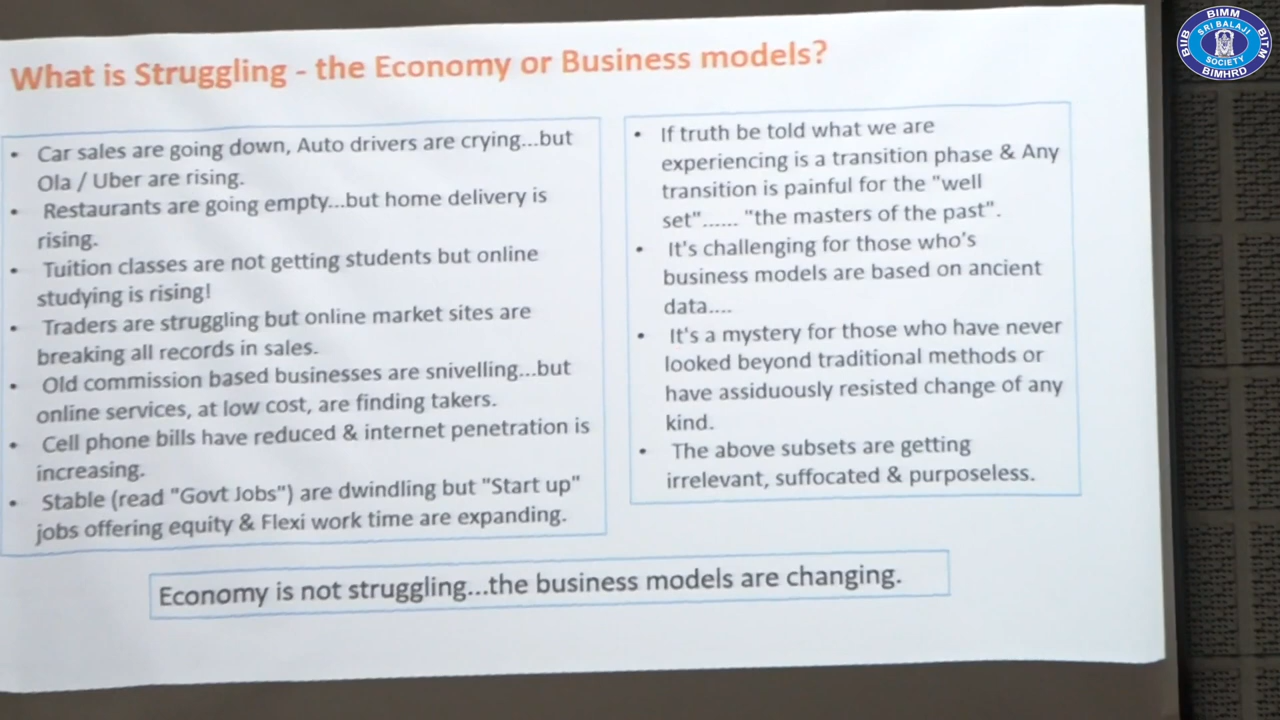 What is Struggling - the Economy or Business models?
• Car sales are going down, Auto drivers are crying...but
Ola / Uber are rising.
• Restaurants are going empty...but home delivery is
rising.
• Tuition classes are not getting students but online
studying is rising!
• Traders are struggling but online market sites are
breaking all records in sales.
• Old commission based businesses are snivelling...but
online services, at low cost, are finding takers.
• Cell phone bills have reduced & internet penetration is
increasing.
• Stable (read "Govt Jobs") are dwindling but "Start up"
jobs offering equity & Flexi work time are expanding.
• If truth be told what we are
experiencing is a transition phase & Any
transition is painful for the "well
set"...... "the masters of the past".
• It's challenging for those who's
business models are based on ancient
data....
• It's a mystery for those who have never
looked beyond traditional methods or
have assiduously resisted change of any
kind.
• The above subsets are getting
irrelevant, suffocated & purposeless.
Economy is not struggling...the business models are changing.
BIMM
BIIB
SRI BALAJI
SOCIETY
BITM
BIMHRD